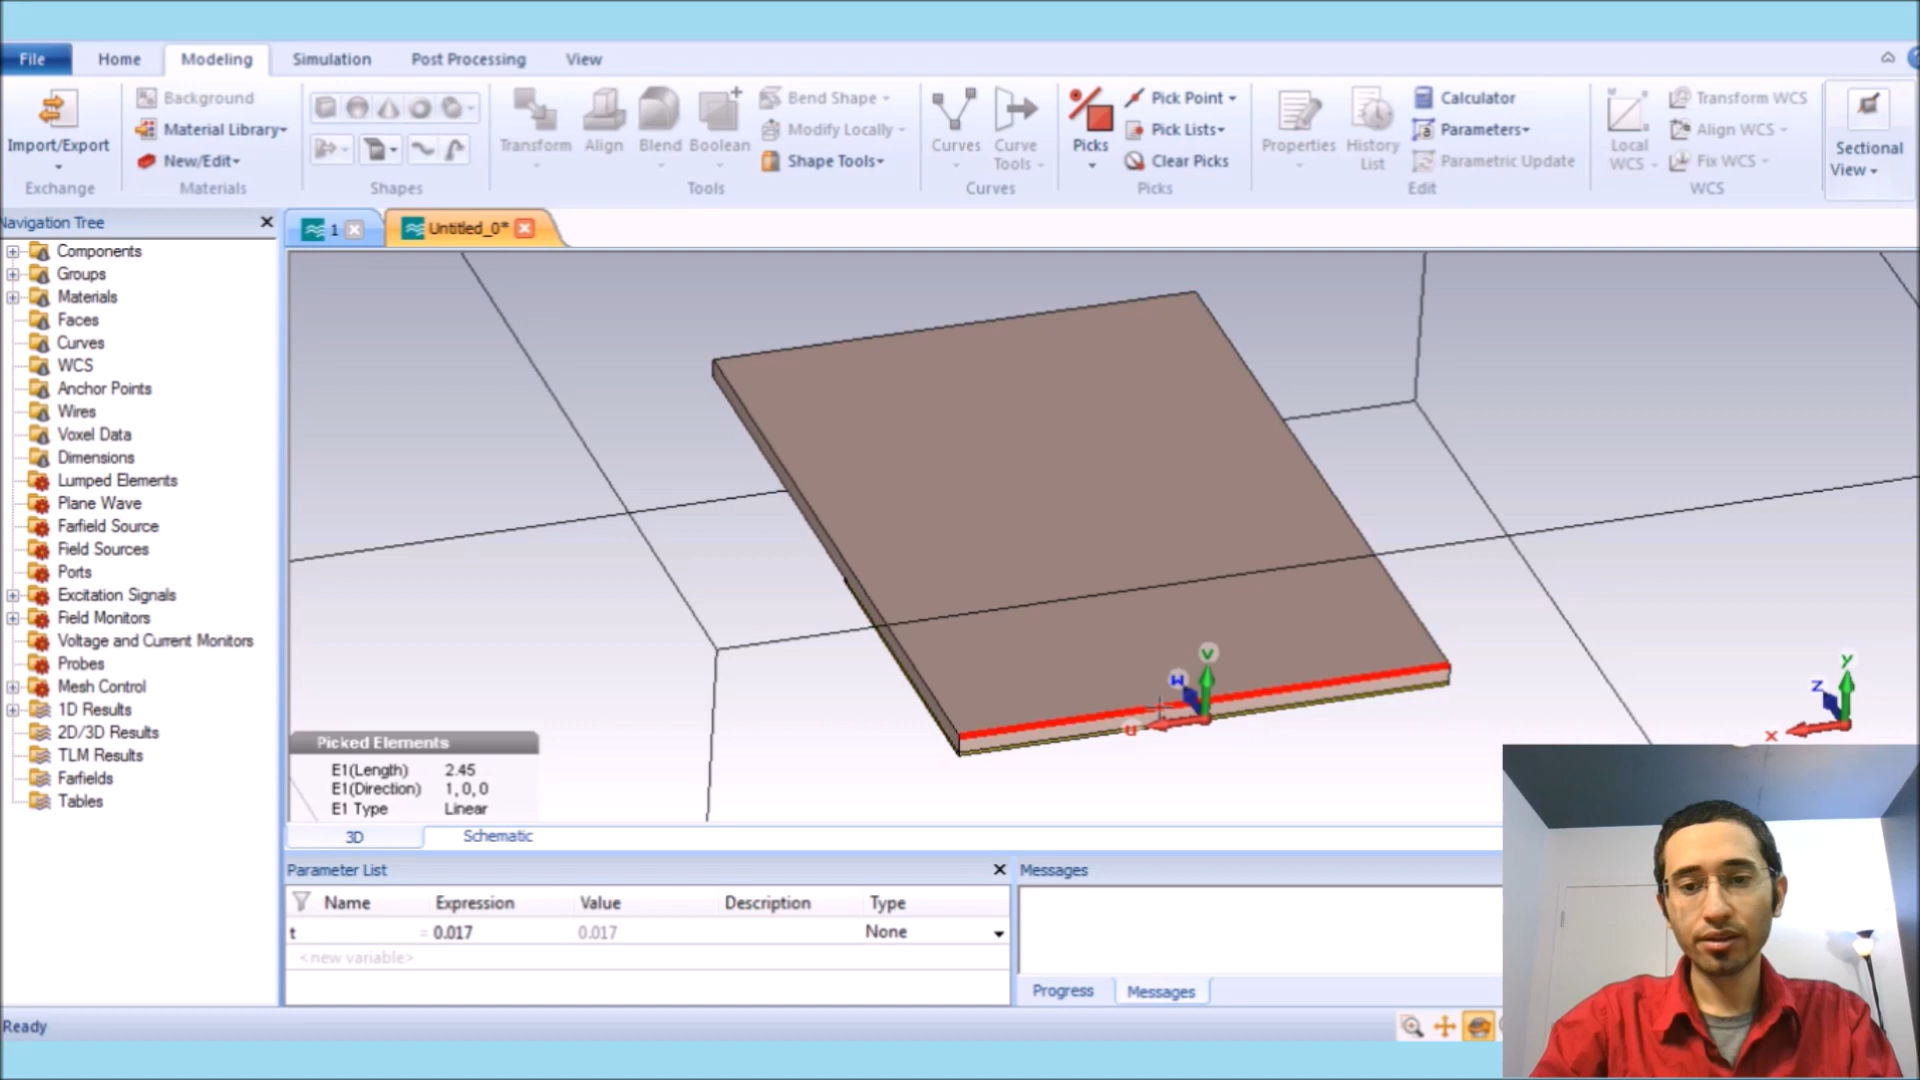 File Home Modeling Simulation Post Processing View
Import/Export
Exchange
Background
Material Library
New/Edit
Materials
Shapes
Transform Align Blend Boolean
Bend Shape
Modify Locally
Shape Tools
Tools
Curves Curve Tools
Curves
Picks
Pick Point
Pick Lists
Clear Picks
Picks
Properties History List
Calculator
Parameters
Parametric Update
Edit
Local WCS
Transform WCS
Align WCS
Fix WCS
WCS
Sectional View
Navigation Tree
1
Untitled_0*
Components
Groups
Materials
Faces
Curves
WCS
Anchor Points
Wires
Voxel Data
Dimensions
Lumped Elements
Plane Wave
Farfield Source
Field Sources
Ports
Excitation Signals
Field Monitors
Voltage and Current Monitors
Probes
Mesh Control
1D Results
2D/3D Results
TLM Results
Farfields
Tables
v
w
u
y
z
x
Picked Elements
E1(Length) 2.45
E1(Direction) 1, 0, 0
E1 Type Linear
3D Schematic
Parameter List
Name Expression Value Description Type
t = 0.017 0.017 None
<new variable>
Messages
Progress Messages
Ready